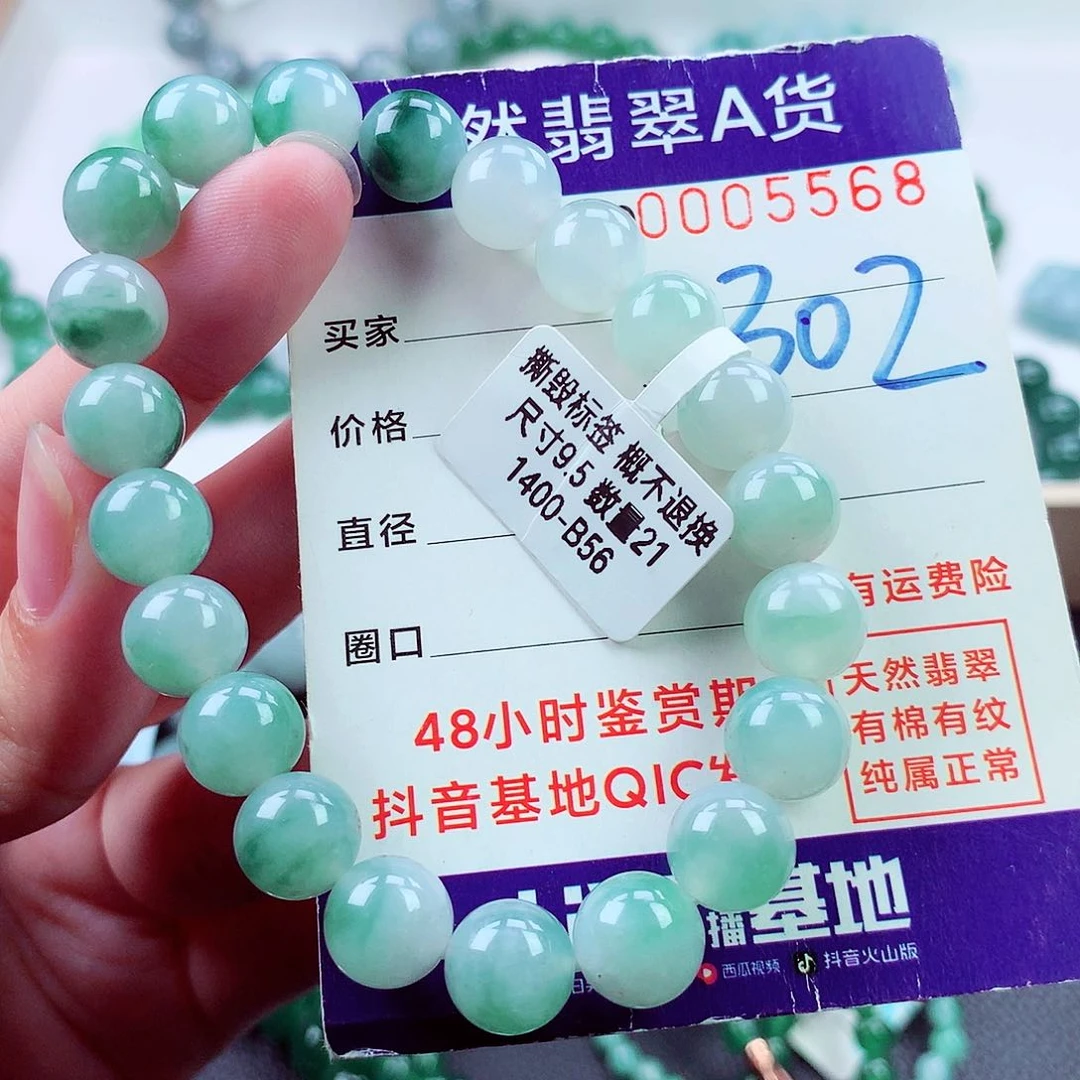 然翡翠A货
0005568
302
买家
价格
直径
圈口
撕毁标签 概不退换
尺寸9.5 数量21
1400-B56
有运费险
48小时鉴赏期
抖音基地QIC
天然翡翠
有棉有纹
纯属正常
播基地
西瓜视频 抖音火山版